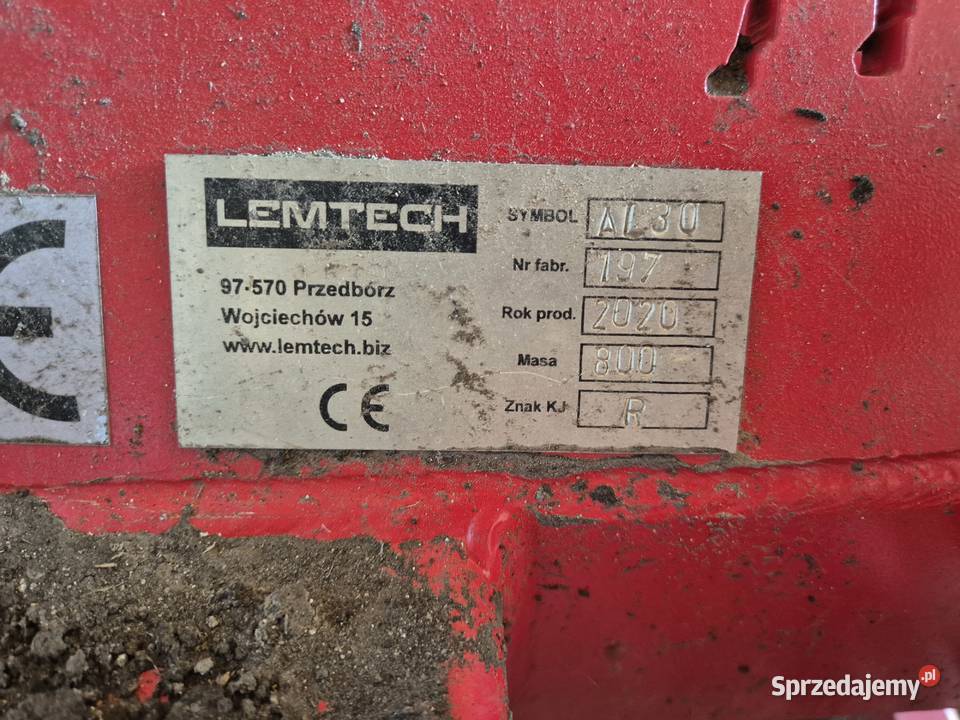 LEMTECH
97-570 Przedbórz
Wojciechów 15
www.lemtech.biz
CE
SYMBOL AL30
Nr fabr. 197
Rok prod. 2020
Masa 800
Znak KJ R
CE
Sprzedajemy.pl